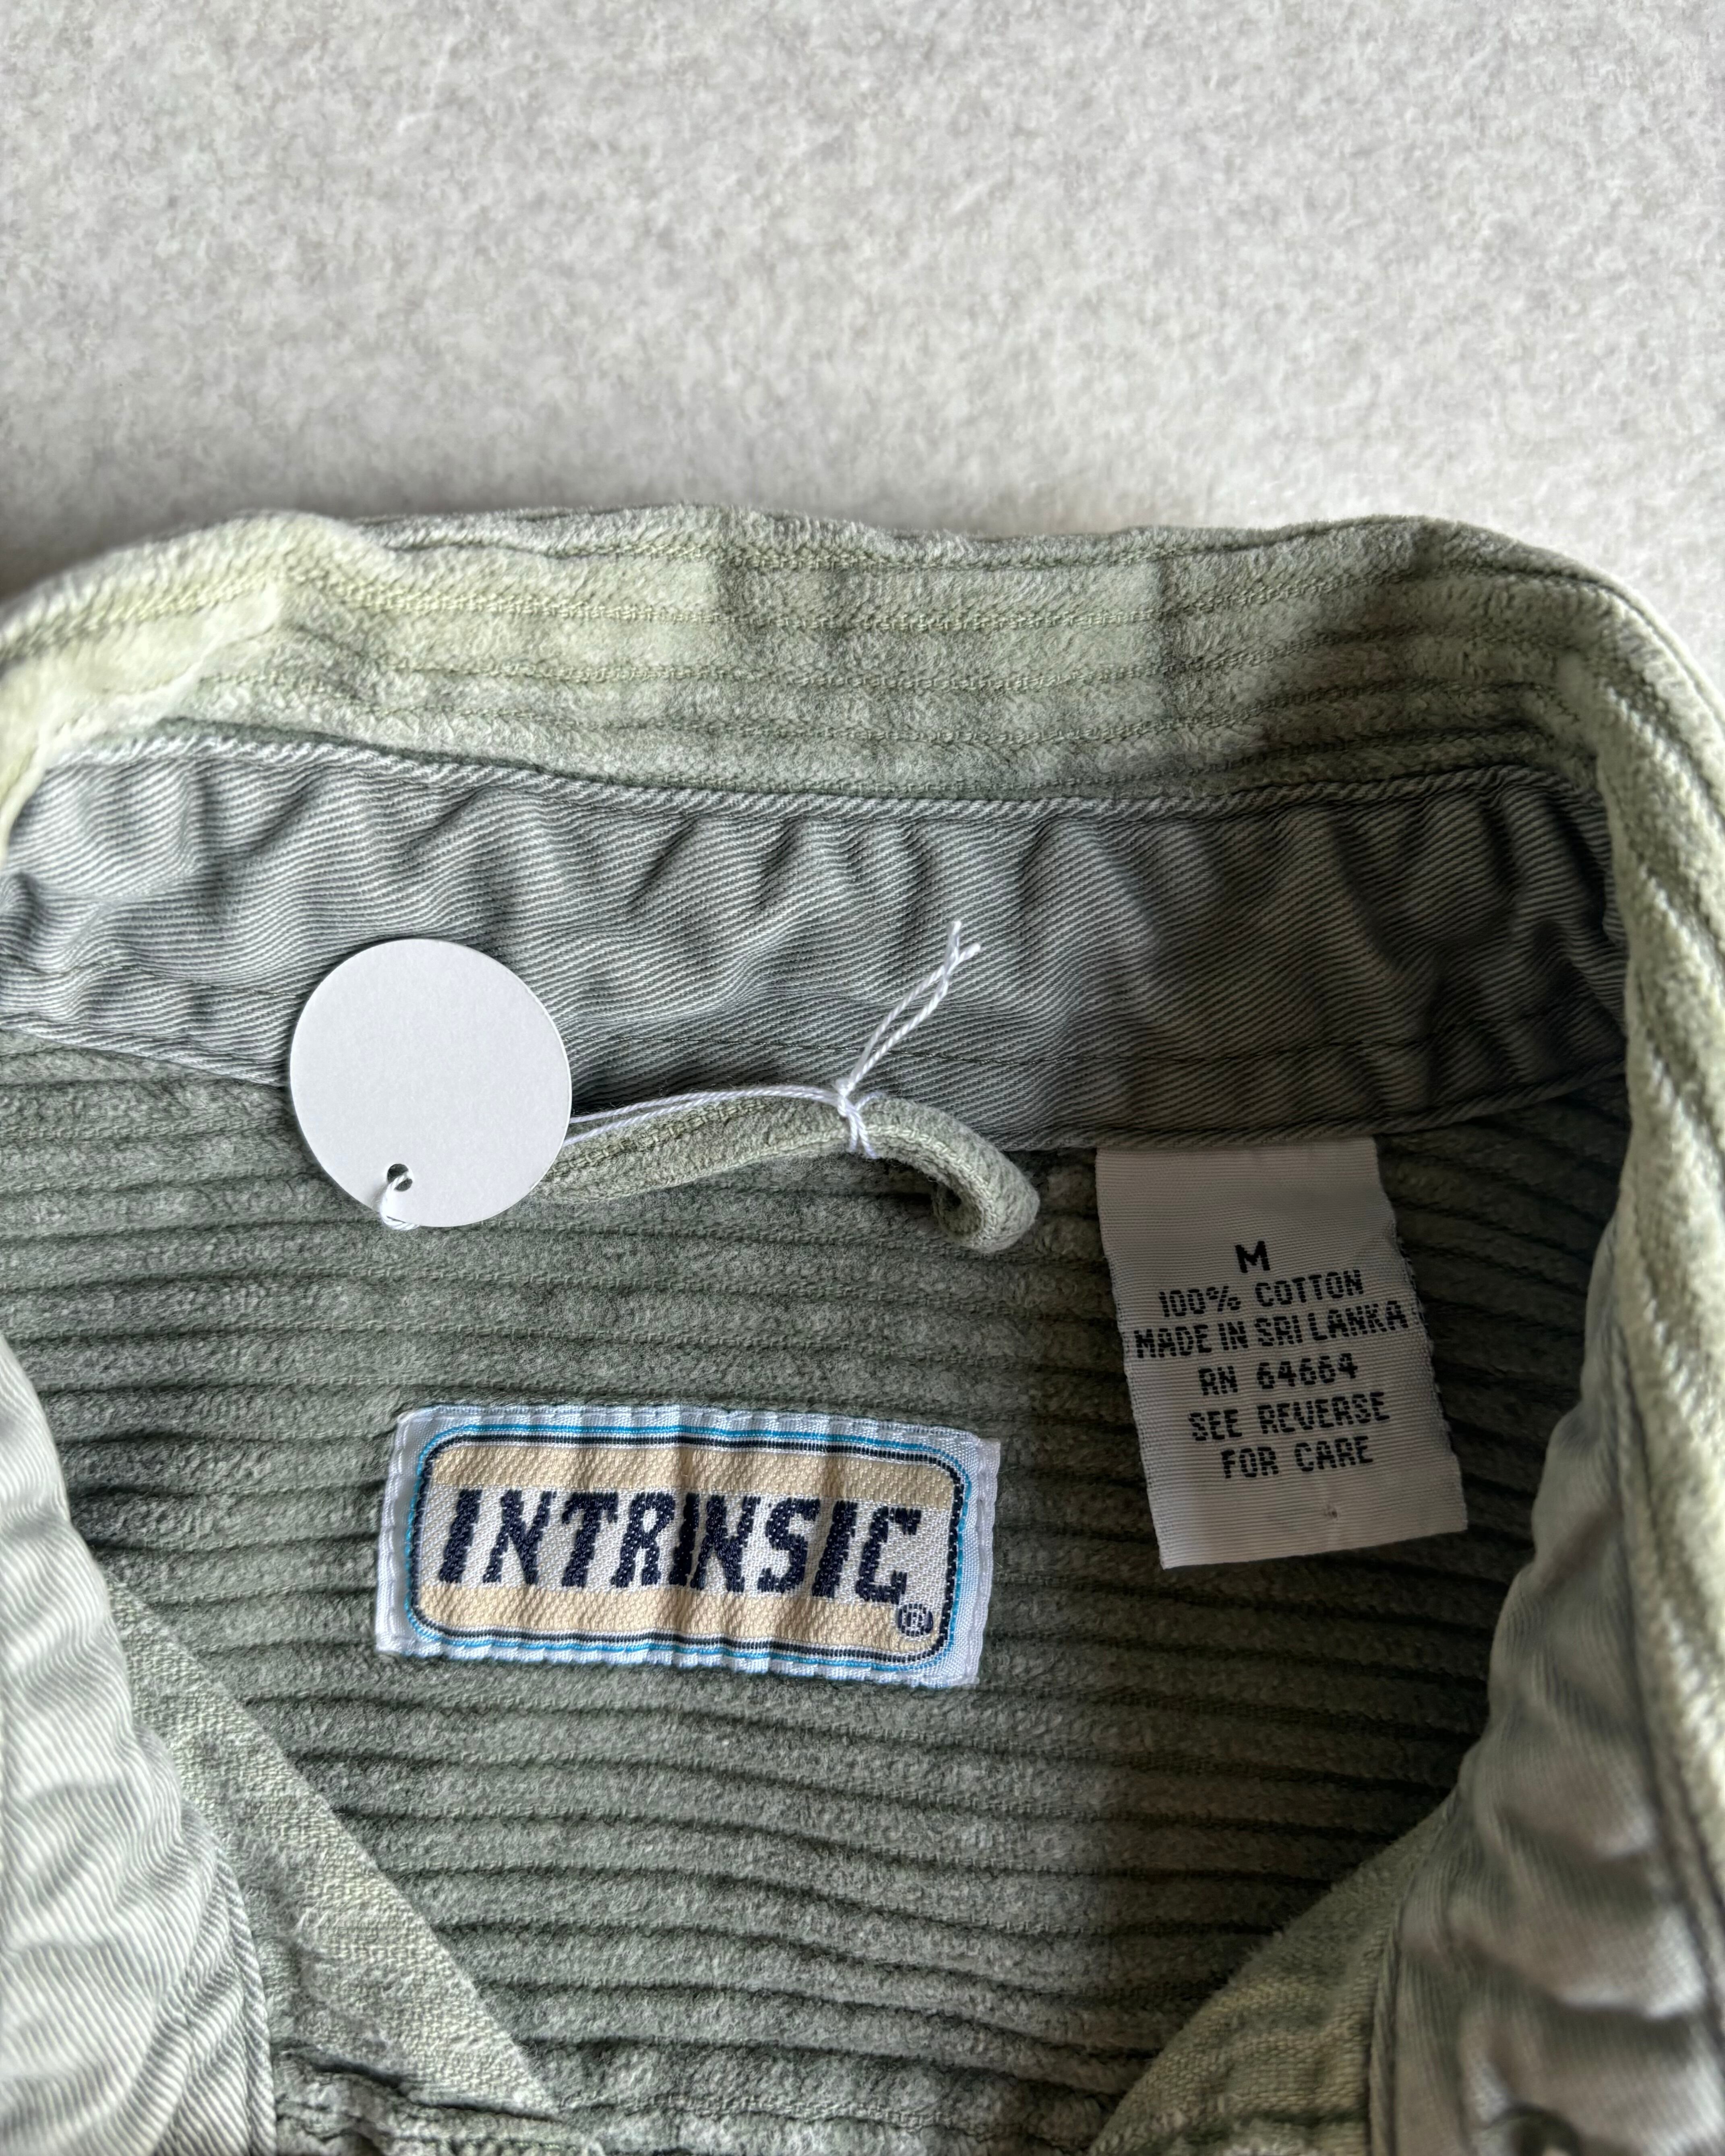 M
100% COTTON
MADE IN SRI LANKA
RN 64664
SEE REVERSE
FOR CARE
INTRINSIC
®